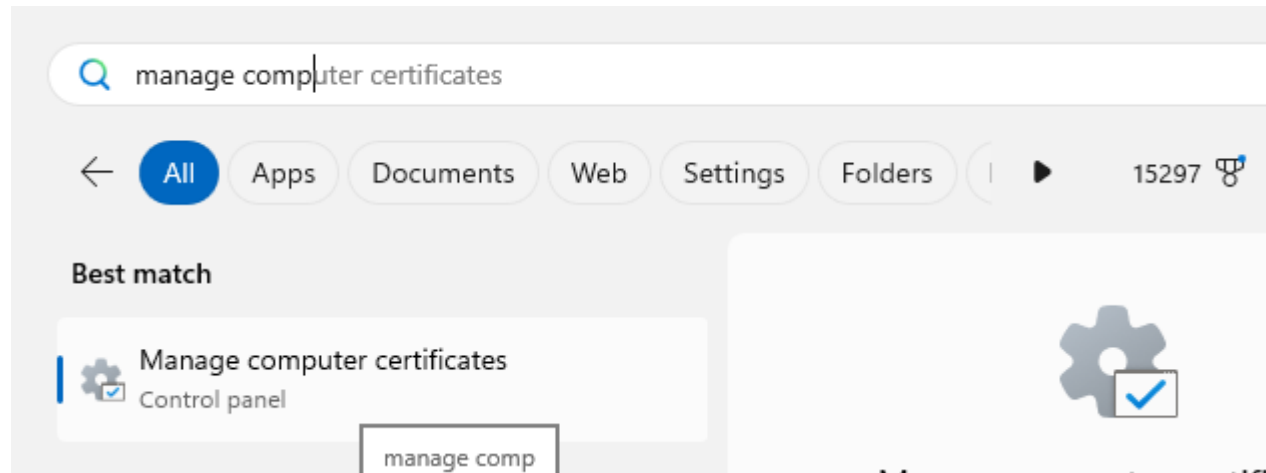 manage computer certificates
All Apps Documents Web Settings Folders 15297
Best match
Manage computer certificates
Control panel
manage comp